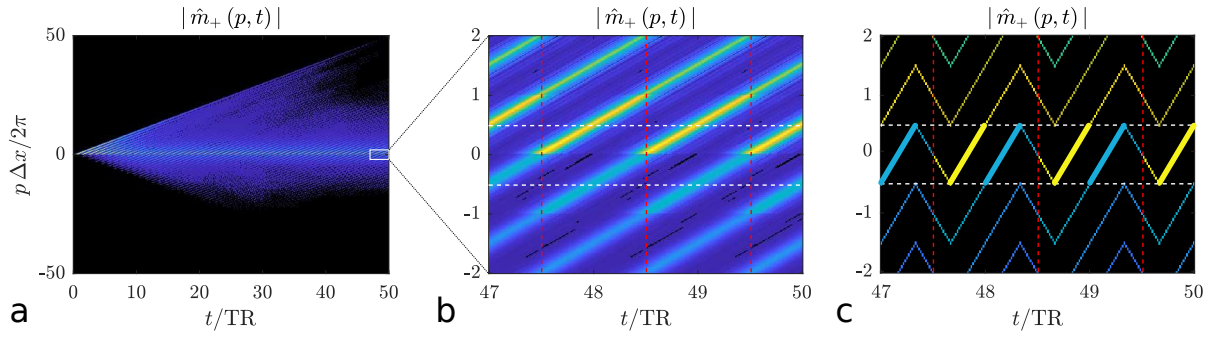 | m̂₊ (p, t) |
50
0
-50
p Δx/2π
0 10 20 30 40 50
t/TR
a
| m̂₊ (p, t) |
2
1
0
-1
-2
47 48 49 50
t/TR
b
| m̂₊ (p, t) |
2
1
0
-1
-2
47 48 49 50
t/TR
c